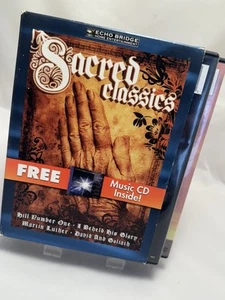 ECHO BRIDGE
HOME ENTERTAINMENT
Sacred
classics
FREE
Music CD
Inside!
Hill Number One - I Beheld His Glory
Martin Luther - David And Goliath